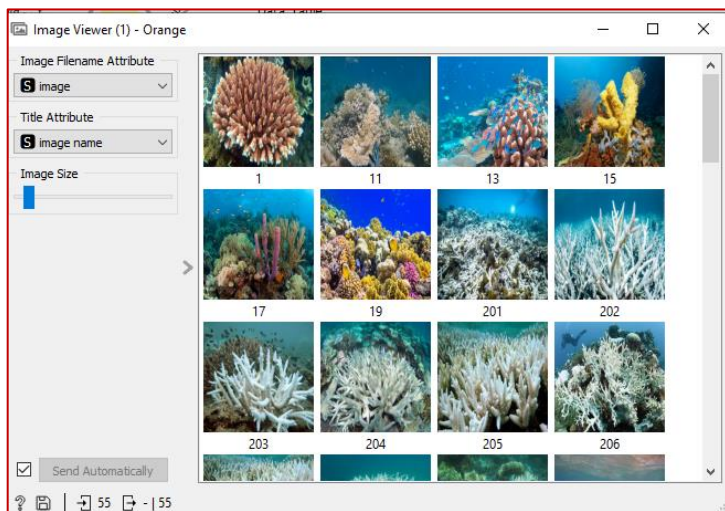 Image Viewer (1) - Orange
Image Filename Attribute
S image
Title Attribute
S image name
Image Size
Send Automatically
? 55 - | 55
1 11 13 15
17 19 201 202
203 204 205 206